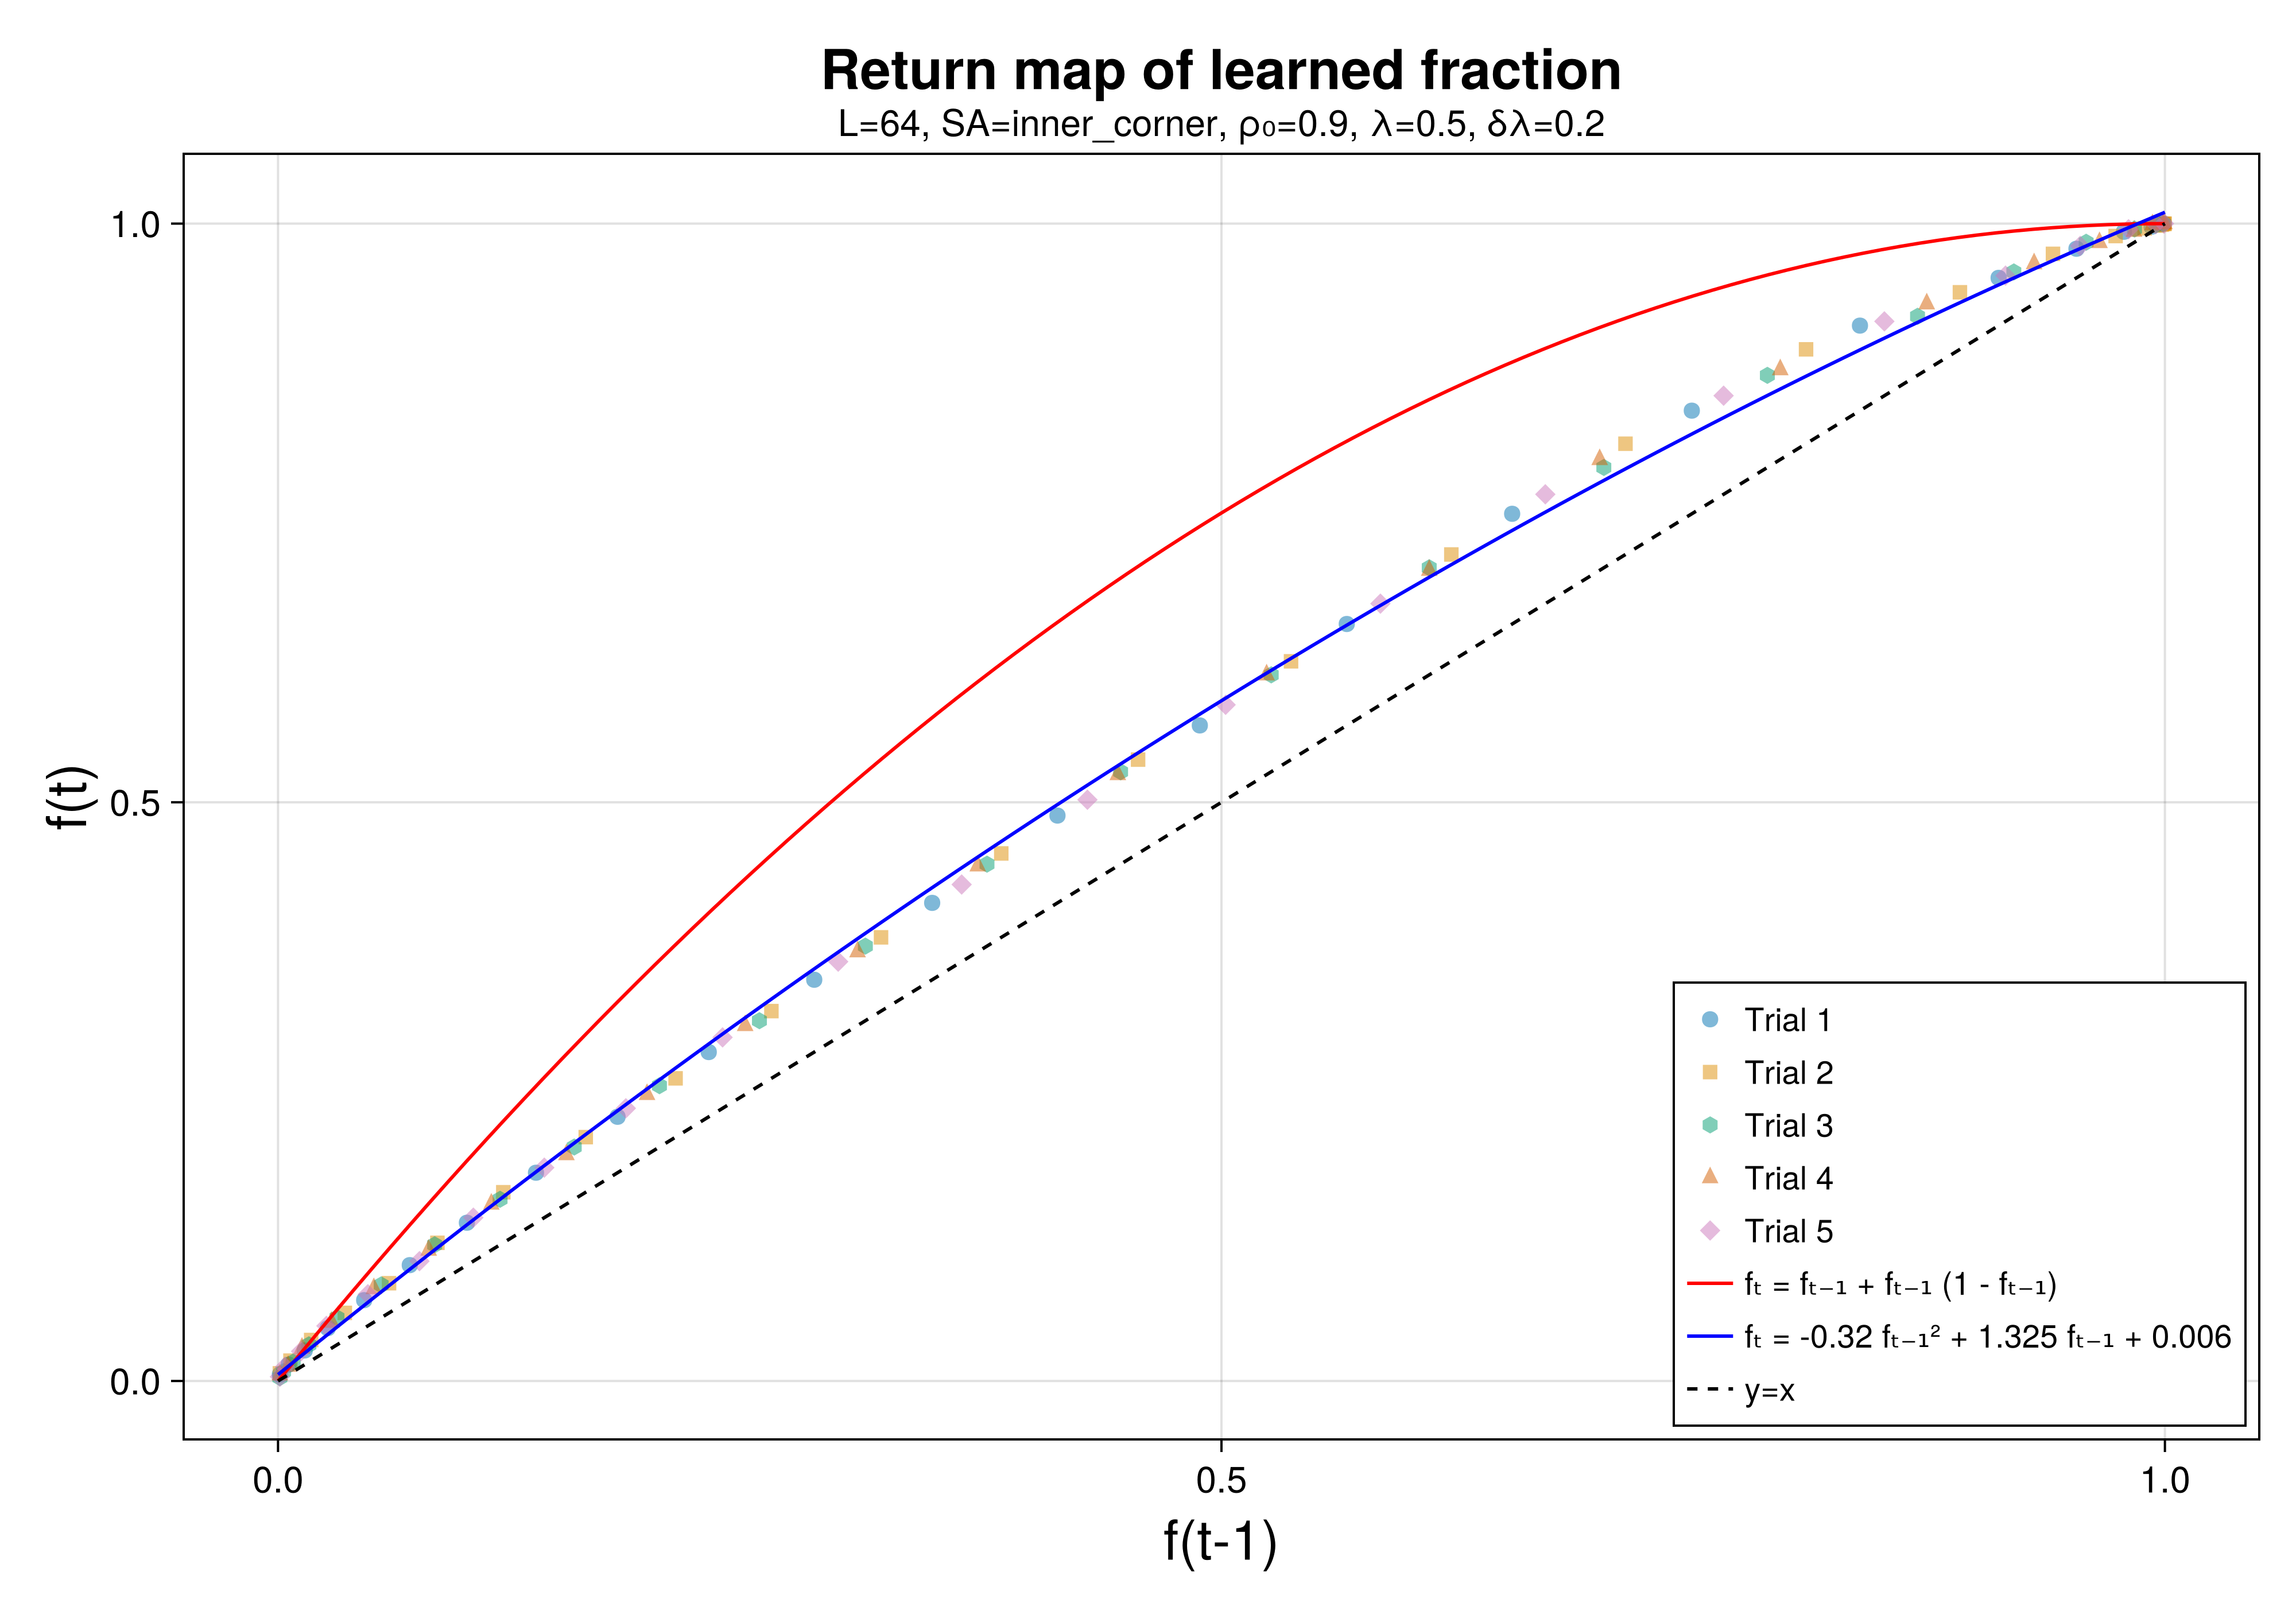 Return map of learned fraction
L=64, SA=inner_corner, ρ₀=0.9, λ=0.5, δλ=0.2
1.0
f(t)
0.5
0.0
Trial 1
Trial 2
Trial 3
Trial 4
Trial 5
fₜ = fₜ₋₁ + fₜ₋₁ (1 - fₜ₋₁)
fₜ = -0.32 fₜ₋₁² + 1.325 fₜ₋₁ + 0.006
y=x
0.0
0.5
1.0
f(t-1)